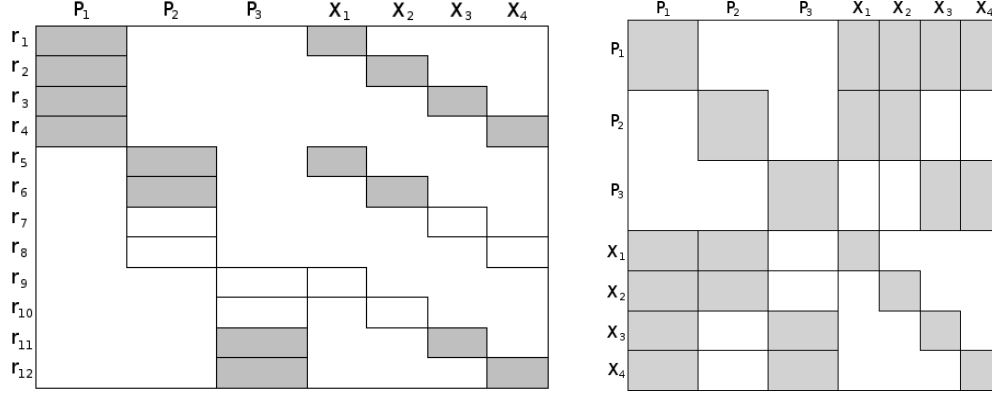 P₁ P₂ P₃ X₁ X₂ X₃ X₄
r₁
r₂
r₃
r₄
r₅
r₆
r₇
r₈
r₉
r₁₀
r₁₁
r₁₂
P₁ P₂ P₃ X₁ X₂ X₃ X₄
P₁
P₂
P₃
X₁
X₂
X₃
X₄